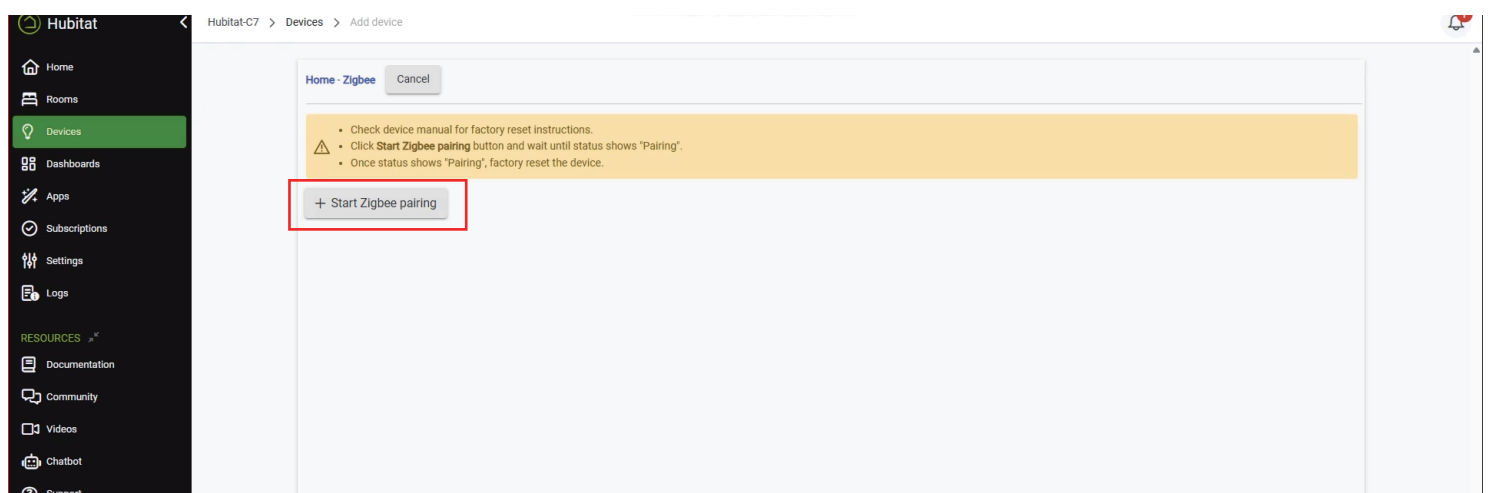 Hubitat
Hubitat-C7 > Devices > Add device
Home
Rooms
Devices
Dashboards
Apps
Subscriptions
Settings
Logs
RESOURCES
Documentation
Community
Videos
Chatbot
Support
Home - Zigbee Cancel
• Check device manual for factory reset instructions.
• Click Start Zigbee pairing button and wait until status shows "Pairing".
• Once status shows "Pairing", factory reset the device.
+ Start Zigbee pairing